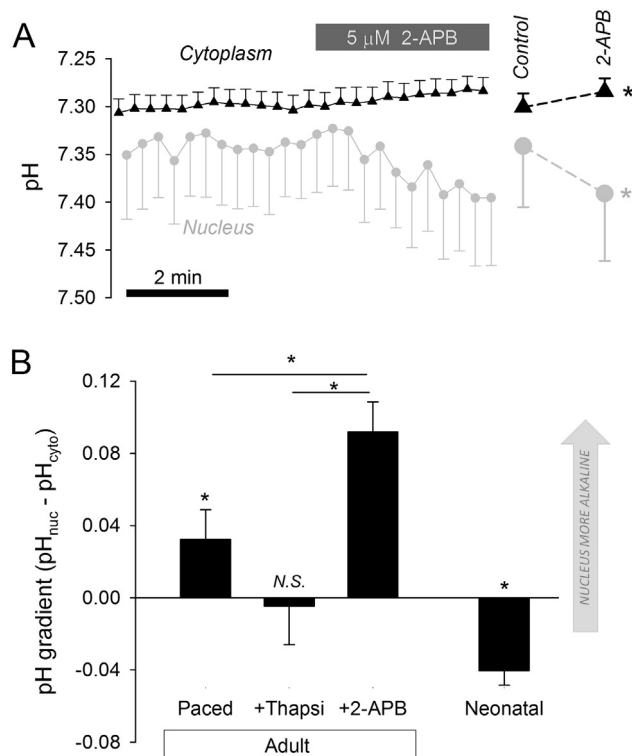 A
5 μM 2-APB
Cytoplasm
Control
2-APB
7.25
7.30
7.35
7.40
7.45
7.50
pH
*
*
Nucleus
2 min
B
*
*
0.12
0.08
0.04
0.00
-0.04
-0.08
pH gradient (pHnuc - pHcyto)
*
N.S.
*
NUCLEUS MORE ALKALINE
Paced +Thapsi +2-APB Neonatal
Adult